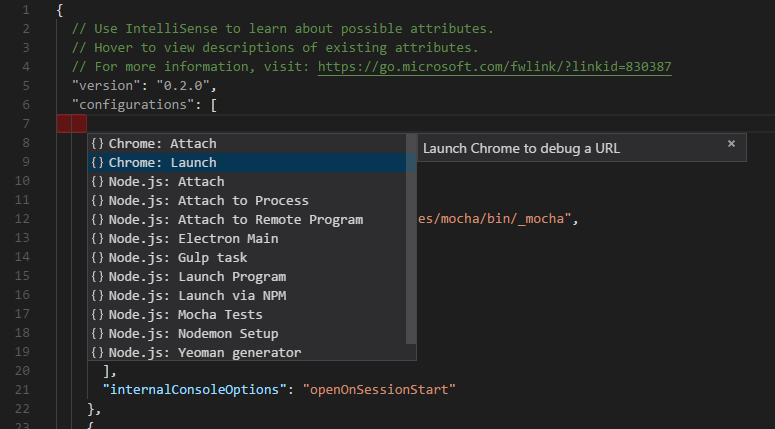 1 {
2 // Use IntelliSense to learn about possible attributes.
3 // Hover to view descriptions of existing attributes.
4 // For more information, visit: https://go.microsoft.com/fwlink/?linkid=830387
5 "version": "0.2.0",
6 "configurations": [
7
8 {} Chrome: Attach Launch Chrome to debug a URL ×
9 {} Chrome: Launch
10 {} Node.js: Attach
11 {} Node.js: Attach to Process
12 {} Node.js: Attach to Remote Program es/mocha/bin/_mocha",
13 {} Node.js: Electron Main
14 {} Node.js: Gulp task
15 {} Node.js: Launch Program
16 {} Node.js: Launch via NPM
17 {} Node.js: Mocha Tests
18 {} Node.js: Nodemon Setup
19 {} Node.js: Yeoman generator
20 ],
21 "internalConsoleOptions": "openOnSessionStart"
22 },
23 {